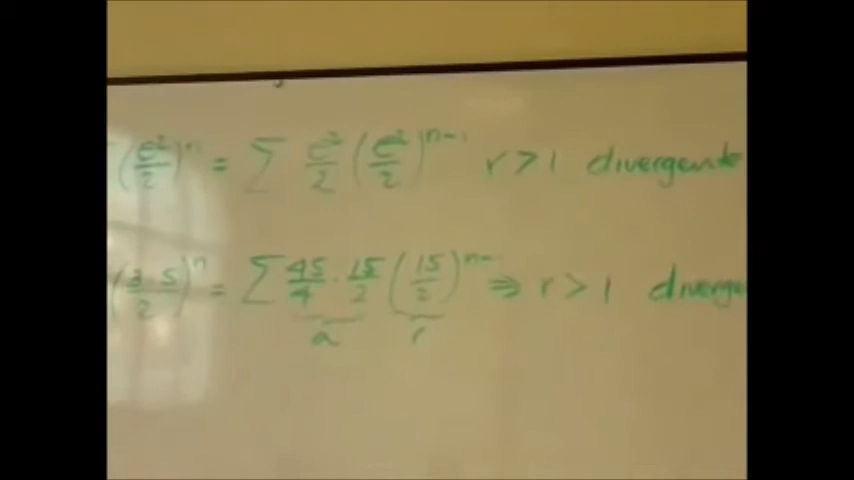 (e²/2)ⁿ = ∑ e²/2 (e²/2)ⁿ⁻¹ r > 1 divergente
(3·5/2)ⁿ = ∑ 45/4 · 15/2 (15/2)ⁿ⁻ ⇒ r > 1 diverge
a r